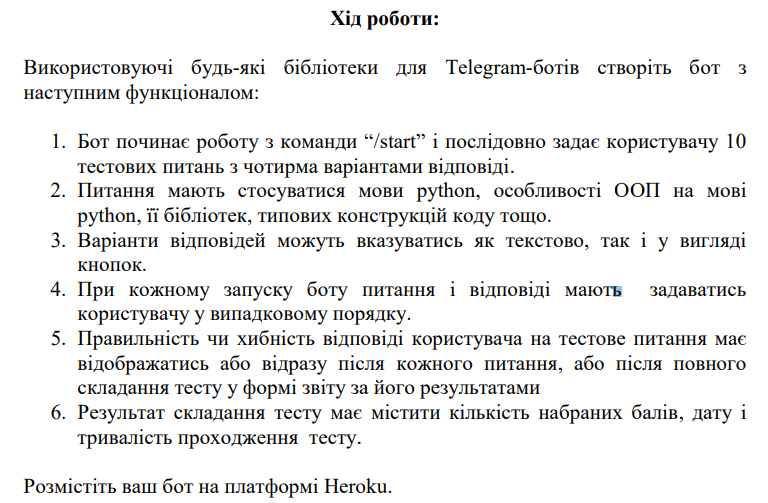 Хід роботи:
Використовуючі будь-які бібліотеки для Telegram-ботів створіть бот з
наступним функціоналом:
1. Бот починає роботу з команди “/start” і послідовно задає користувачу 10
тестових питань з чотирма варіантами відповіді.
2. Питання мають стосуватися мови python, особливості ООП на мові
python, її бібліотек, типових конструкцій коду тощо.
3. Варіанти відповідей можуть вказуватись як текстово, так і у вигляді
кнопок.
4. При кожному запуску боту питання і відповіді мають задаватись
користувачу у випадковому порядку.
5. Правильність чи хибність відповіді користувача на тестове питання має
відображатись або відразу після кожного питання, або після повного
складання тесту у формі звіту за його результатами
6. Результат складання тесту має містити кількість набраних балів, дату і
тривалість проходження тесту.
Розмістіть ваш бот на платформі Heroku.